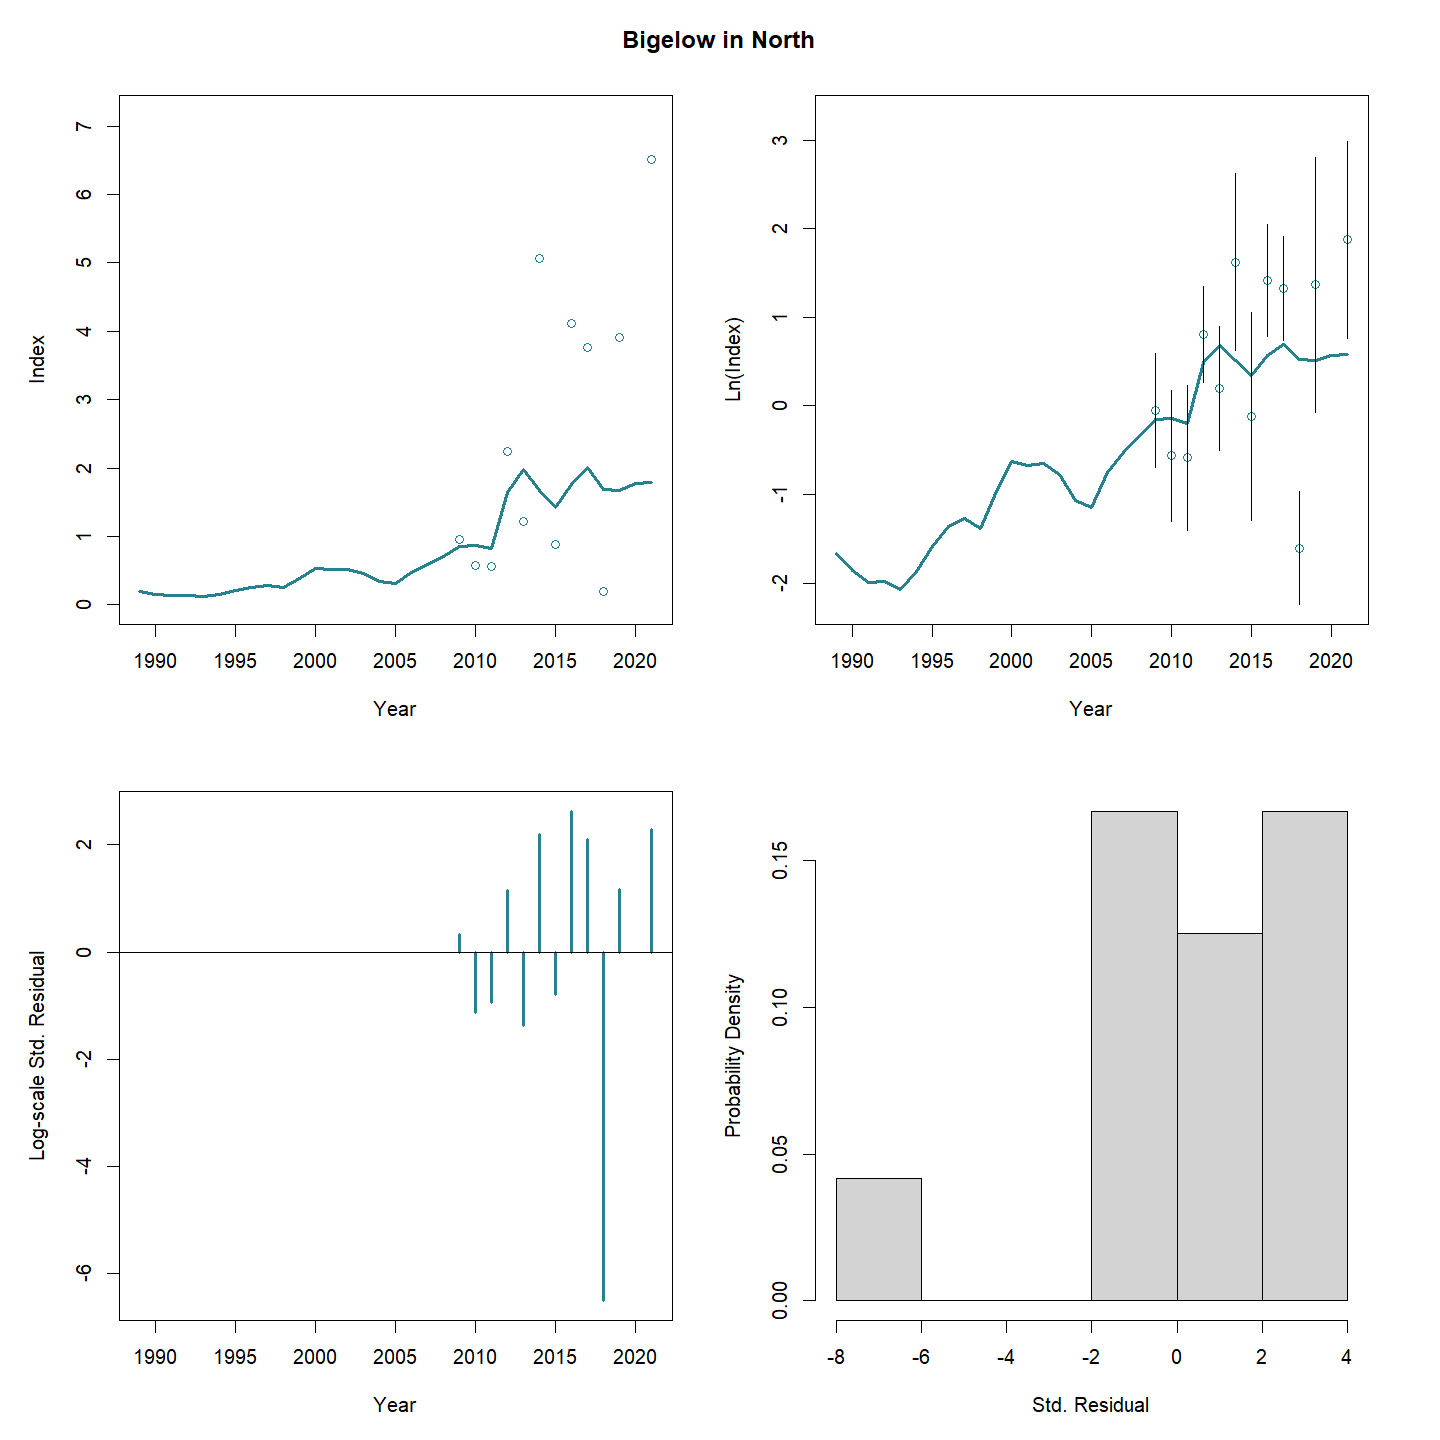 Bigelow in North
Index
0 1 2 3 4 5 6 7
1990 1995 2000 2005 2010 2015 2020
Year
Ln(Index)
-2 -1 0 1 2 3
1990 1995 2000 2005 2010 2015 2020
Year
Log-scale Std. Residual
-6 -4 -2 0 2
1990 1995 2000 2005 2010 2015 2020
Year
Probability Density
0.00 0.05 0.10 0.15
-8 -6 -4 -2 0 2 4
Std. Residual